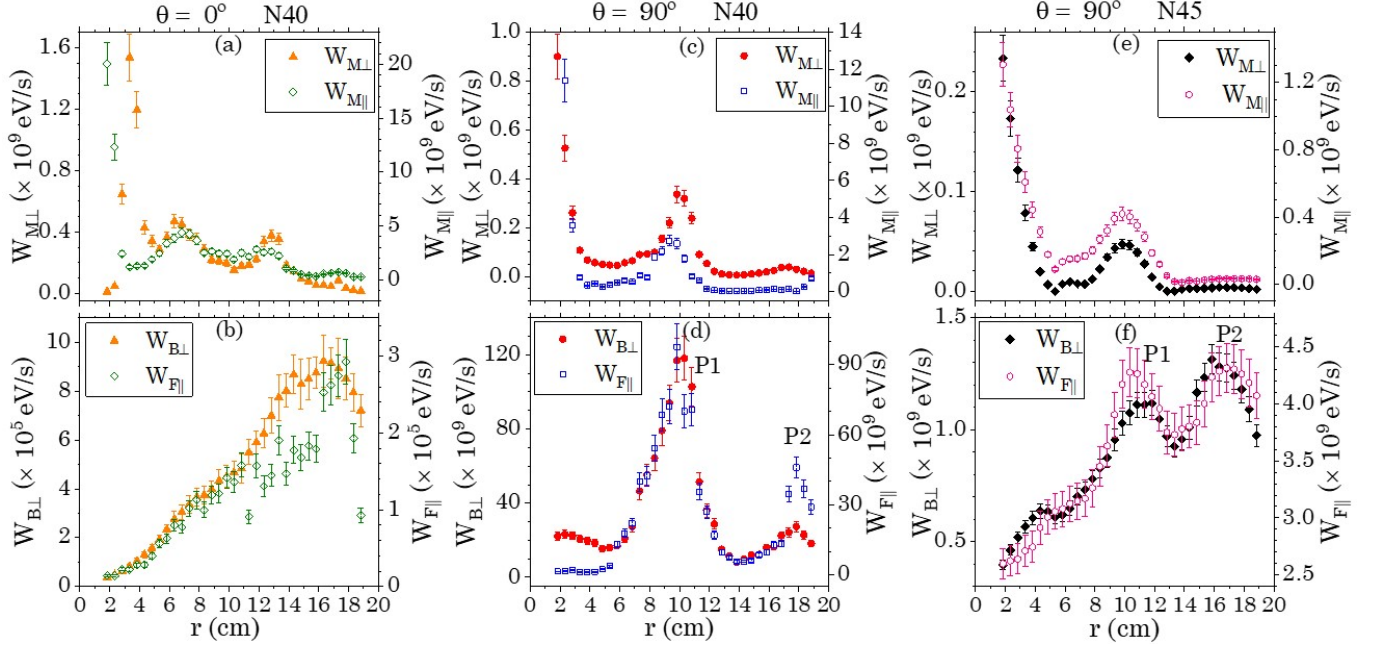 θ = 0° N40
θ = 90° N40
θ = 90° N45
(a)
W_M⊥
W_M∥
W_M⊥ (× 10⁹ eV/s)
0.0 0.4 0.8 1.2 1.6
W_M∥ (× 10⁹ eV/s)
0 5 10 15 20
(c)
W_M⊥
W_M∥
W_M⊥ (× 10⁹ eV/s)
0.0 0.2 0.4 0.6 0.8 1.0
W_M∥ (× 10⁹ eV/s)
0 2 4 6 8 10 12 14
(e)
W_M⊥
W_M∥
W_M⊥ (× 10⁹ eV/s)
0.0 0.1 0.2
W_M∥ (× 10⁹ eV/s)
0.0 0.4 0.8 1.2
(b)
W_B⊥
W_F∥
W_B⊥ (× 10⁵ eV/s)
0 2 4 6 8 10
W_F∥ (× 10⁵ eV/s)
0 1 2 3
0 2 4 6 8 10 12 14 16 18 20
r (cm)
(d)
W_B⊥
W_F∥
P1
P2
W_B⊥ (× 10⁹ eV/s)
0 20 40 60 80 120
W_F∥ (× 10⁹ eV/s)
0 30 60 90
0 2 4 6 8 10 12 14 16 18 20
r (cm)
(f)
W_B⊥
W_F∥
P1
P2
W_B⊥ (× 10⁹ eV/s)
0.5 1.0 1.5
W_F∥ (× 10⁹ eV/s)
2.5 3.0 3.5 4.0 4.5
0 2 4 6 8 10 12 14 16 18 20
r (cm)